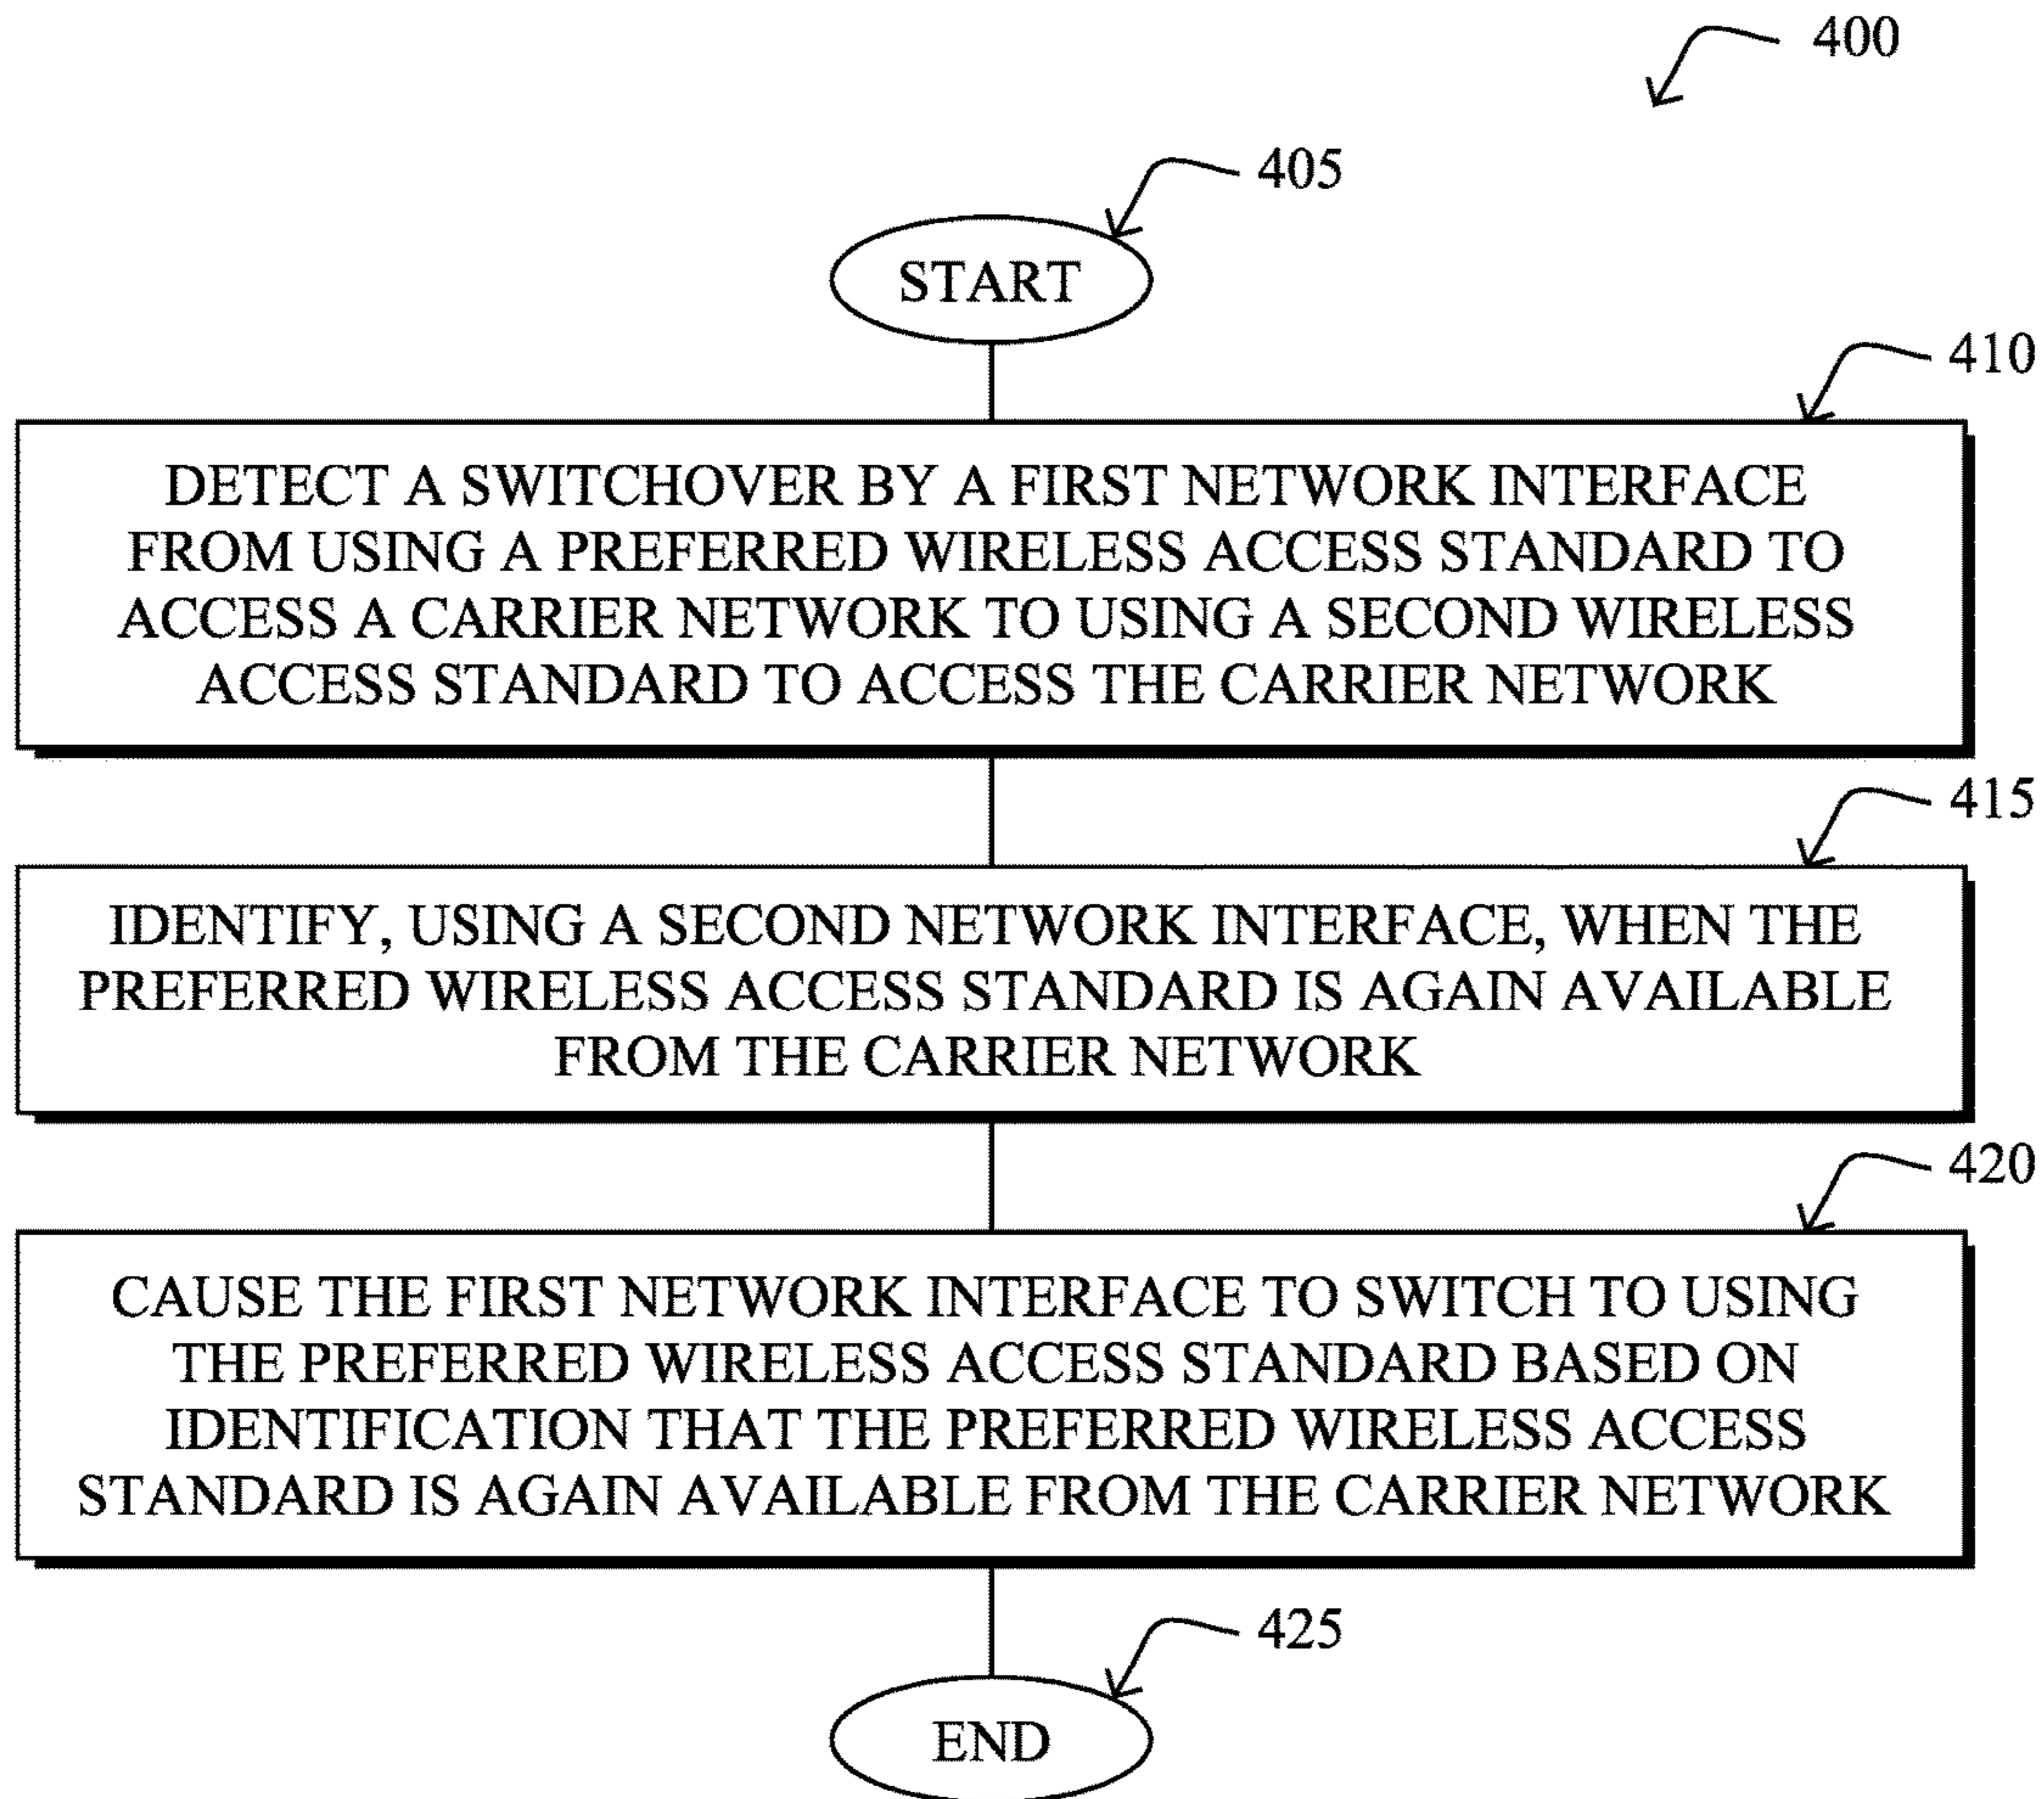 400
405
START
410
DETECT A SWITCHOVER BY A FIRST NETWORK INTERFACE
FROM USING A PREFERRED WIRELESS ACCESS STANDARD TO
ACCESS A CARRIER NETWORK TO USING A SECOND WIRELESS
ACCESS STANDARD TO ACCESS THE CARRIER NETWORK
415
IDENTIFY, USING A SECOND NETWORK INTERFACE, WHEN THE
PREFERRED WIRELESS ACCESS STANDARD IS AGAIN AVAILABLE
FROM THE CARRIER NETWORK
420
CAUSE THE FIRST NETWORK INTERFACE TO SWITCH TO USING
THE PREFERRED WIRELESS ACCESS STANDARD BASED ON
IDENTIFICATION THAT THE PREFERRED WIRELESS ACCESS
STANDARD IS AGAIN AVAILABLE FROM THE CARRIER NETWORK
425
END